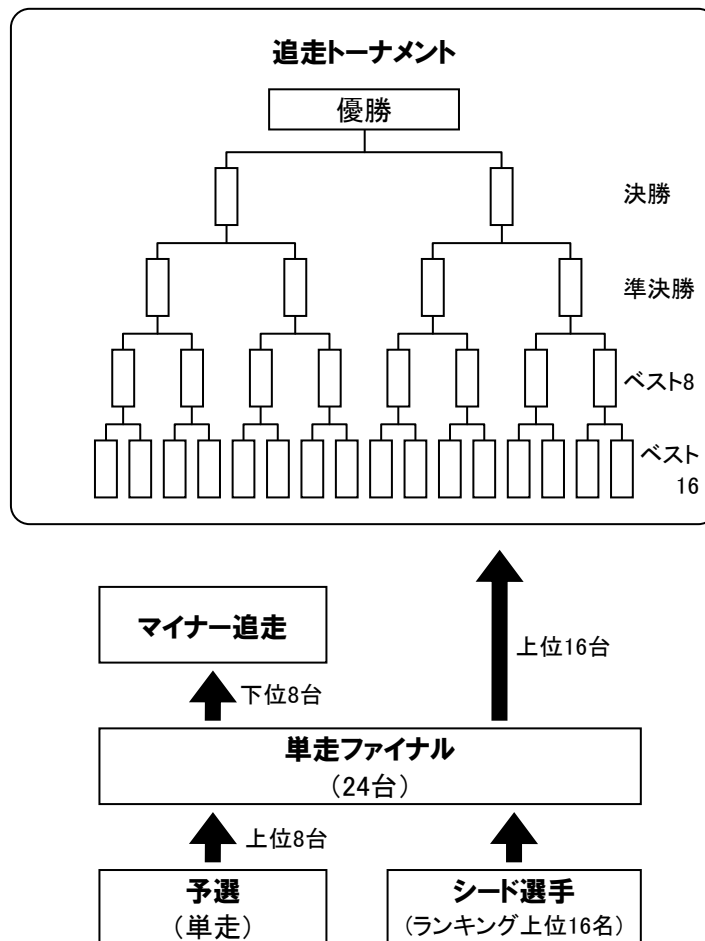 追走トーナメント
優勝
決勝
準決勝
ベスト8
ベスト
16
マイナー追走
上位16台
下位8台
単走ファイナル
（24台）
上位8台
予選
（単走）
シード選手
（ランキング上位16名）